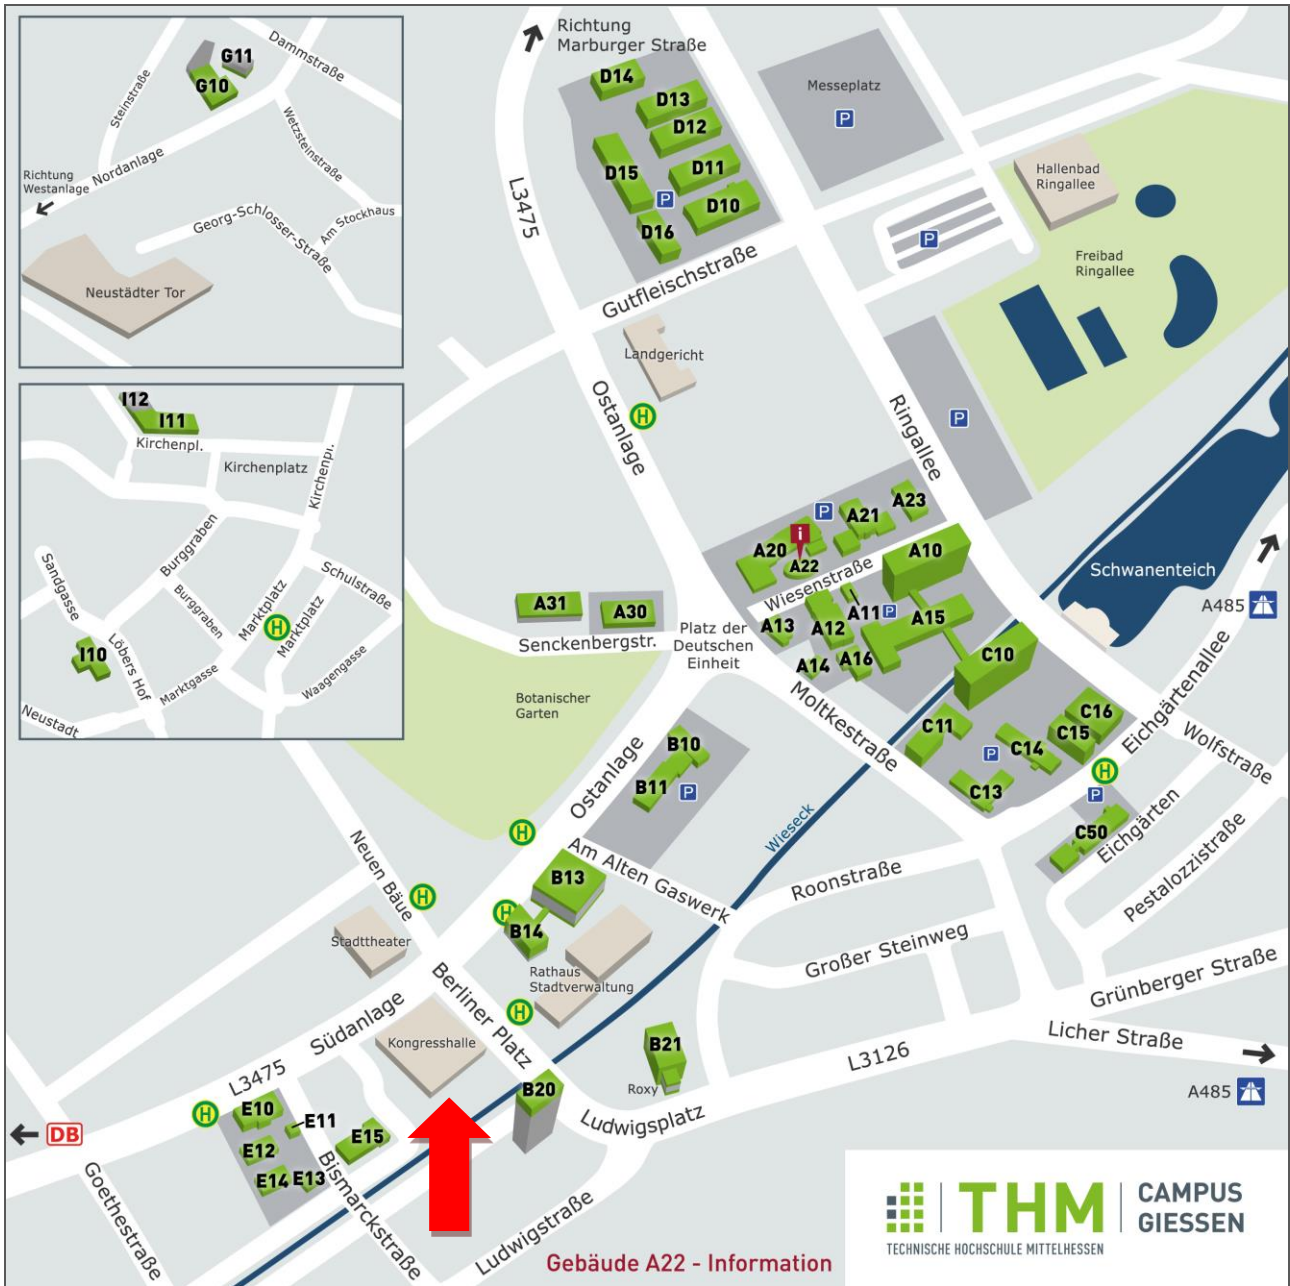 Richtung
Marburger Straße
G11
G10
Dammstraße
Steinstraße
Wetzsteinstraße
Nordanlage
Richtung
Westanlage
Georg-Schlosser-Straße
Am Stockhaus
Neustädter Tor
I12
I11
Kirchenpl.
Kirchenplatz
Kirchenpl.
Burggraben
Burggraben
Sandgasse
Schulstraße
Marktplatz
H
Marktplatz
I10
Löbers Hof
Marktgasse
Waagengasse
Neustadt
D14
D13
D12
D11
D15
P
D10
D16
L3475
Messeplatz
P
Hallenbad
Ringallee
P
Freibad
Ringallee
Gutfleischstraße
Landgericht
H
Ostanlage
Ringallee
P
A23
P
A21
i
A20
A22
A10
Wiesenstraße
Schwanenteich
A485
A31
A30
A11
P
A15
A13
A12
A14
A16
C10
Senckenbergstr.
Platz der
Deutschen
Einheit
Moltkestraße
Botanischer
Garten
C16
C15
C11
C14
P
C13
Eichgärtenallee
Wolfstraße
H
P
C50
Eichgärten
Pestalozzistraße
B10
B11
P
Ostanlage
Wieseck
H
Am Alten Gaswerk
Roonstraße
Neuen Bäue
H
B13
H
B14
Stadttheater
Rathaus
Stadtverwaltung
Großer Steinweg
Grünberger Straße
Licher Straße
A485
Berliner Platz
H
Südanlage
Kongresshalle
B21
Roxy
L3126
L3475
B20
Ludwigsplatz
H
E10
E11
E12
E15
E14
E13
DB
Goethestraße
Bismarckstraße
Ludwigstraße
Gebäude A22 - Information
THM
CAMPUS
GIESSEN
TECHNISCHE HOCHSCHULE MITTELHESSEN